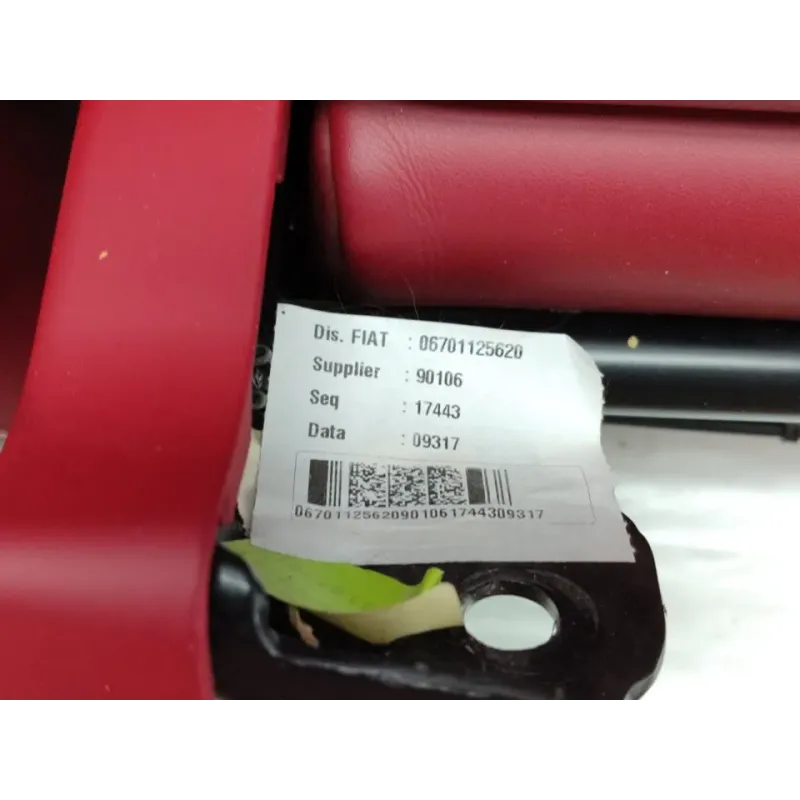 Dis. FIAT : 06701125620
Supplier : 90106
Seq : 17443
Data : 09317
06701125620901061744309317